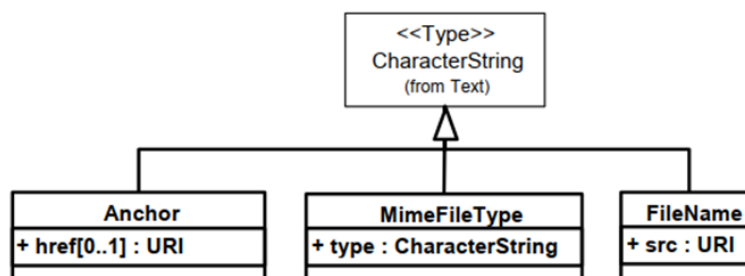 <<Type>>
CharacterString
(from Text)
Anchor
+ href[0..1] : URI
MimeFileType
+ type : CharacterString
FileName
+ src : URI